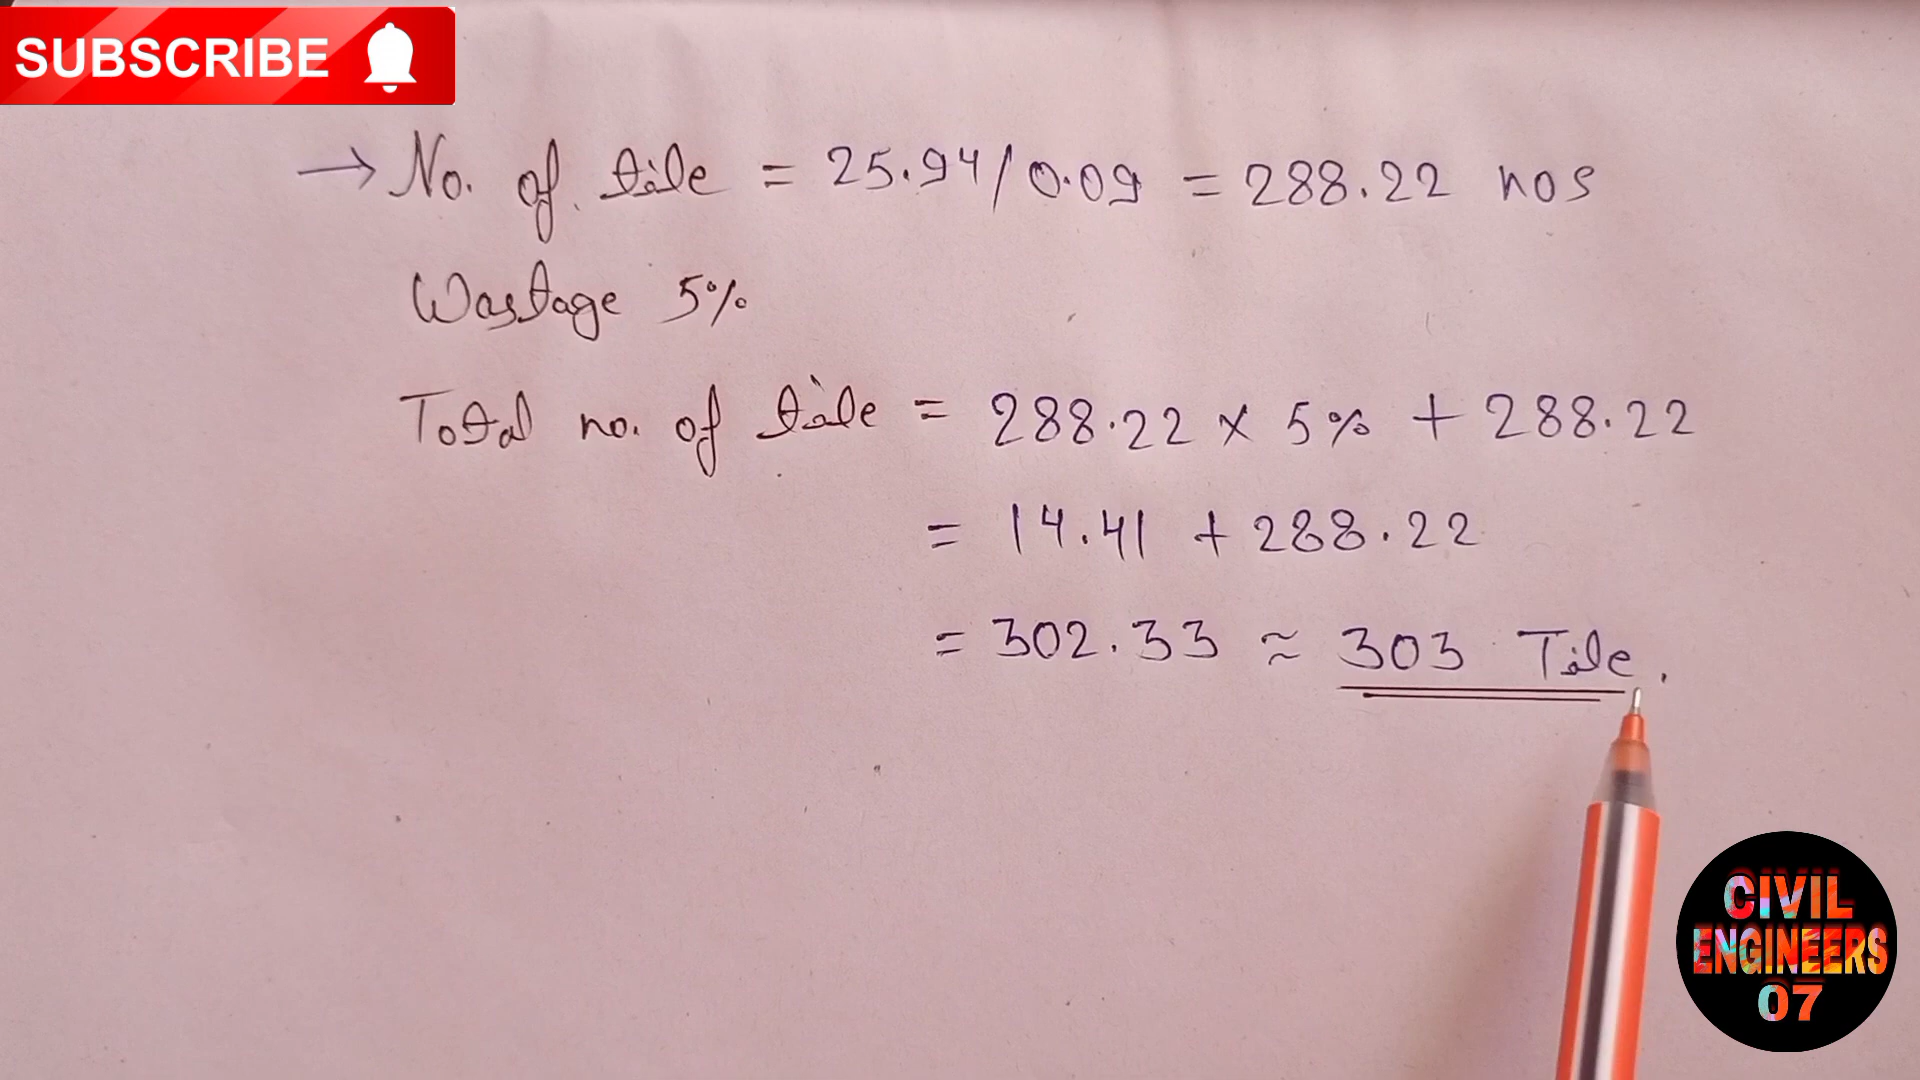 SUBSCRIBE
→ No. of tile = 25.94/0.09 = 288.22 nos
Wastage 5%
Total no. of tile = 288.22 × 5% + 288.22
= 14.41 + 288.22
= 302.33 ≈ 303 Tile.
CIVIL
ENGINEERS
07